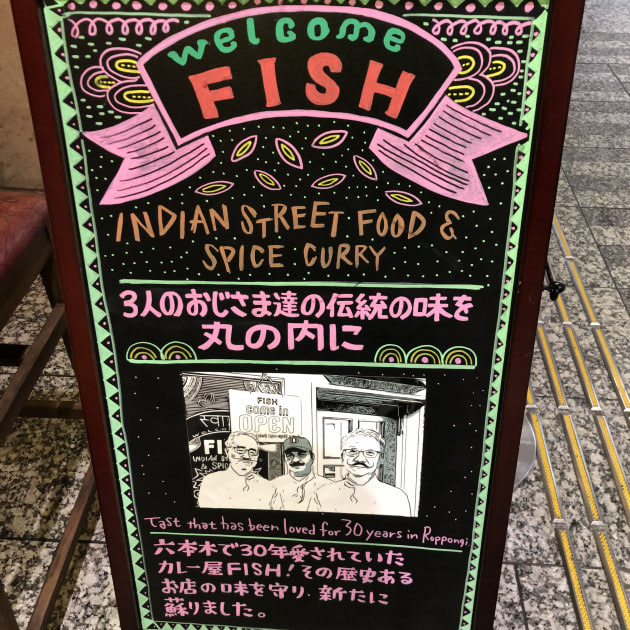 welcome
FISH
INDIAN STREET FOOD &
SPICE CURRY
3人のおじさま達の伝統の味を
丸の内に
FISH
come in
OPEN
FIS
INDIAN ST
&
Tast that has been loved for 30 years in Roppongi
六本木で30年愛されていた
カレー屋FISH!その歴史ある
お店の味を守り、新たに
蘇りました。